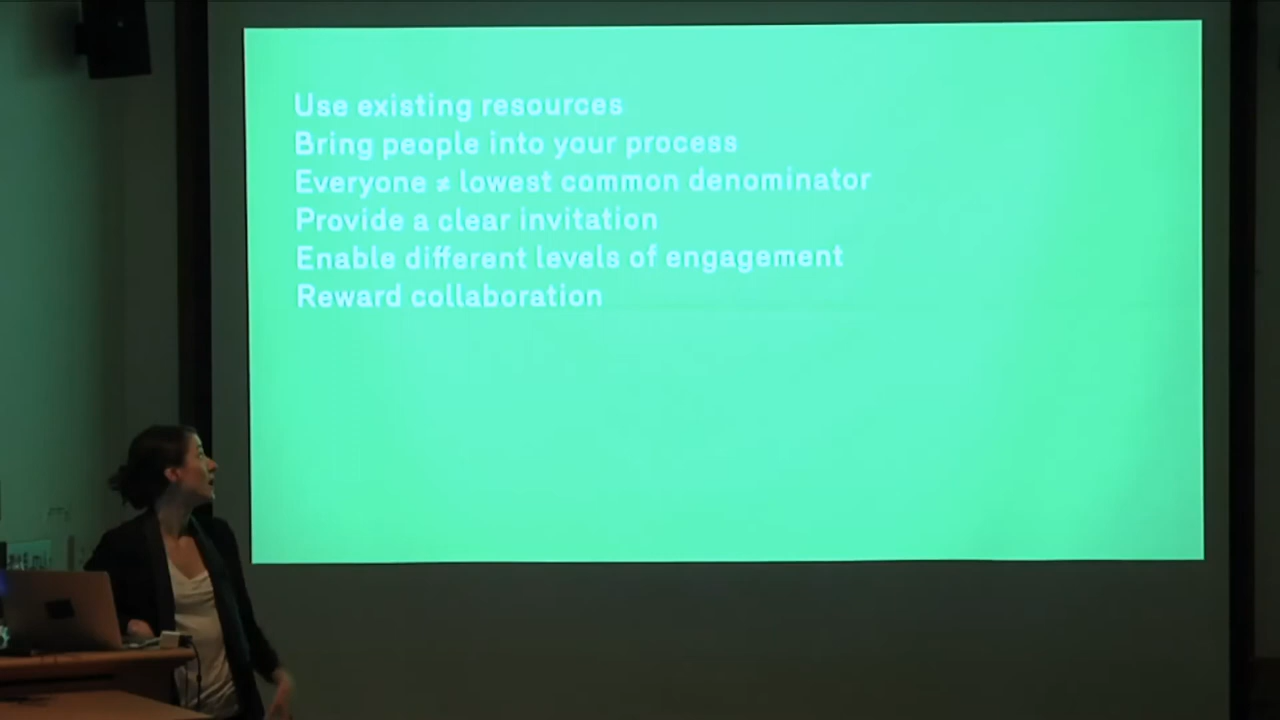 Use existing resources
Bring people into your process
Everyone ≠ lowest common denominator
Provide a clear invitation
Enable different levels of engagement
Reward collaboration